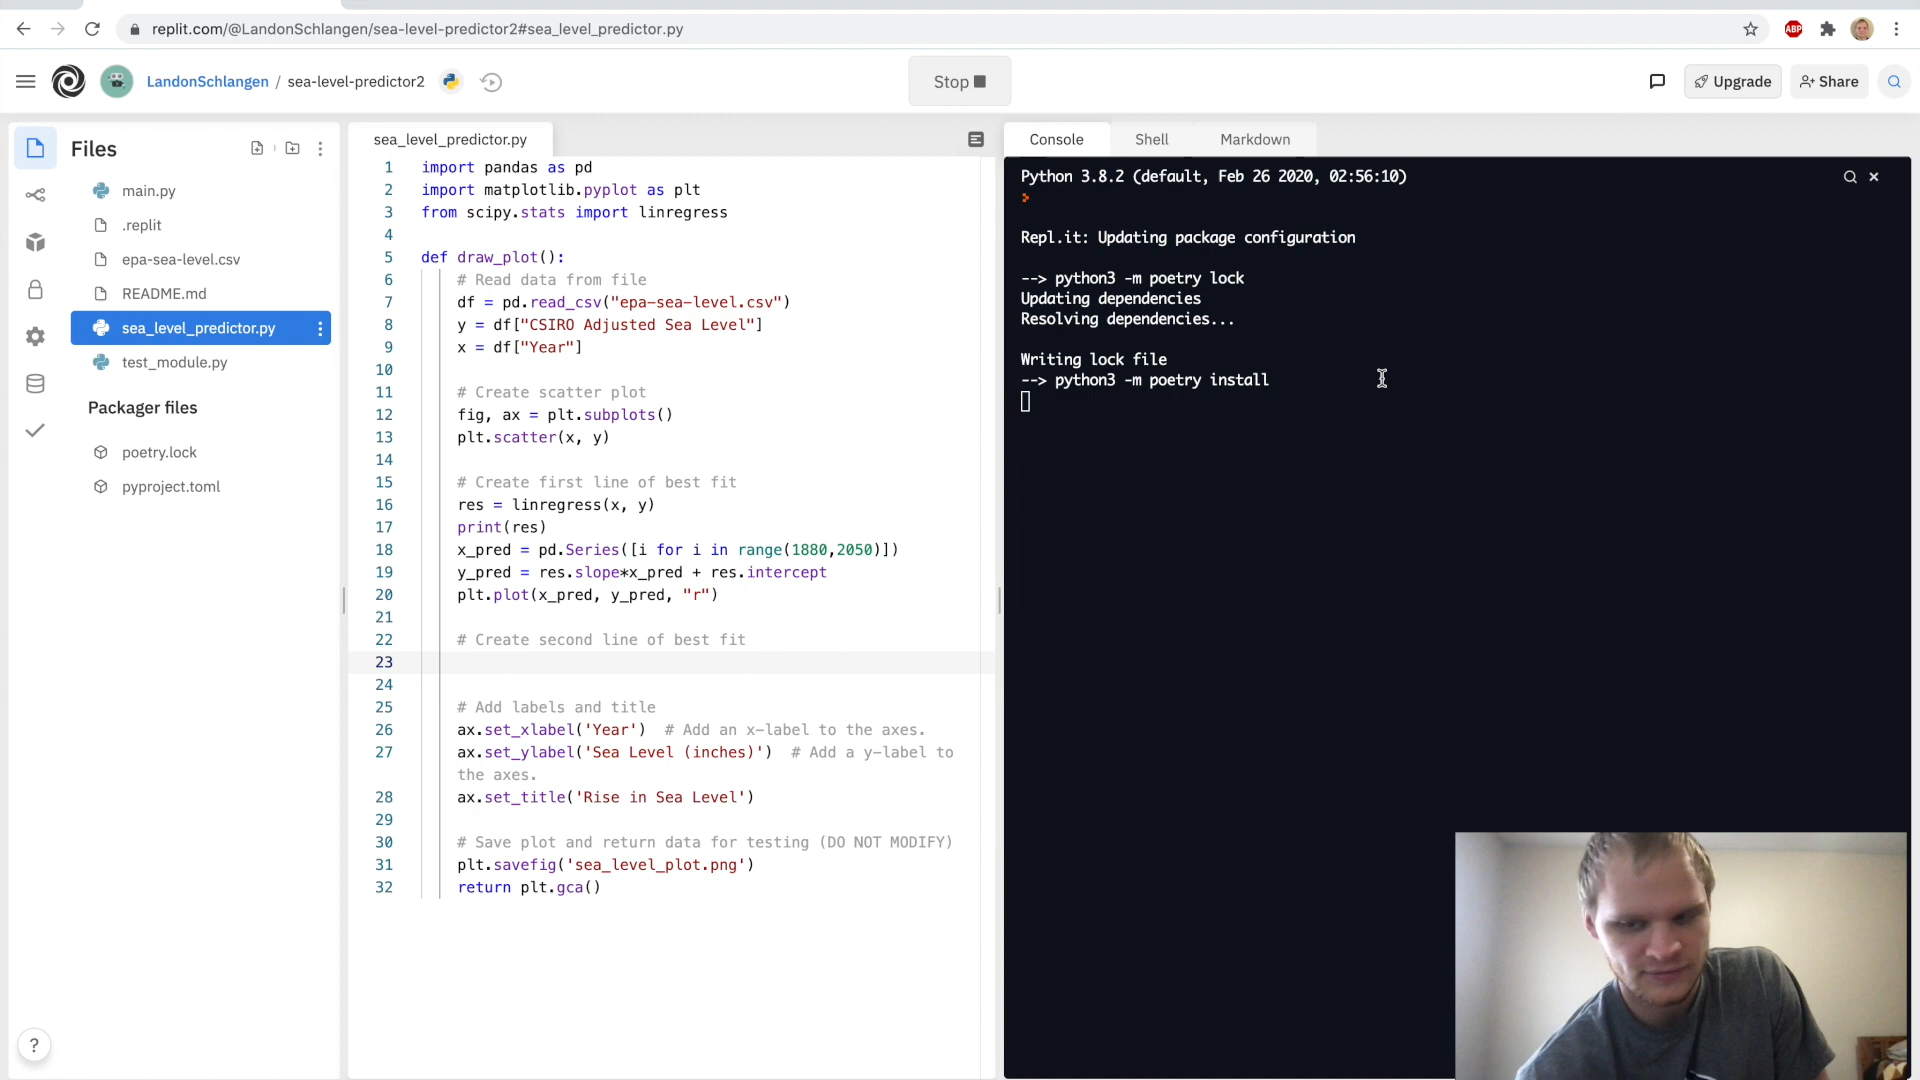 replit.com/@LandonSchlangen/sea-level-predictor2#sea_level_predictor.py
ABP
LandonSchlangen / sea-level-predictor2
Stop
Upgrade
Share
Files
main.py
.replit
epa-sea-level.csv
README.md
sea_level_predictor.py
test_module.py
Packager files
poetry.lock
pyproject.toml
?
sea_level_predictor.py
1 import pandas as pd
2 import matplotlib.pyplot as plt
3 from scipy.stats import linregress
4
5 def draw_plot():
6 # Read data from file
7 df = pd.read_csv("epa-sea-level.csv")
8 y = df["CSIRO Adjusted Sea Level"]
9 x = df["Year"]
10
11 # Create scatter plot
12 fig, ax = plt.subplots()
13 plt.scatter(x, y)
14
15 # Create first line of best fit
16 res = linregress(x, y)
17 print(res)
18 x_pred = pd.Series([i for i in range(1880,2050)])
19 y_pred = res.slope*x_pred + res.intercept
20 plt.plot(x_pred, y_pred, "r")
21
22 # Create second line of best fit
23
24
25 # Add labels and title
26 ax.set_xlabel('Year')  # Add an x-label to the axes.
27 ax.set_ylabel('Sea Level (inches)')  # Add a y-label to
the axes.
28 ax.set_title('Rise in Sea Level')
29
30 # Save plot and return data for testing (DO NOT MODIFY)
31 plt.savefig('sea_level_plot.png')
32 return plt.gca()
Console Shell Markdown
Python 3.8.2 (default, Feb 26 2020, 02:56:10)
Repl.it: Updating package configuration
--> python3 -m poetry lock
Updating dependencies
Resolving dependencies...
Writing lock file
--> python3 -m poetry install